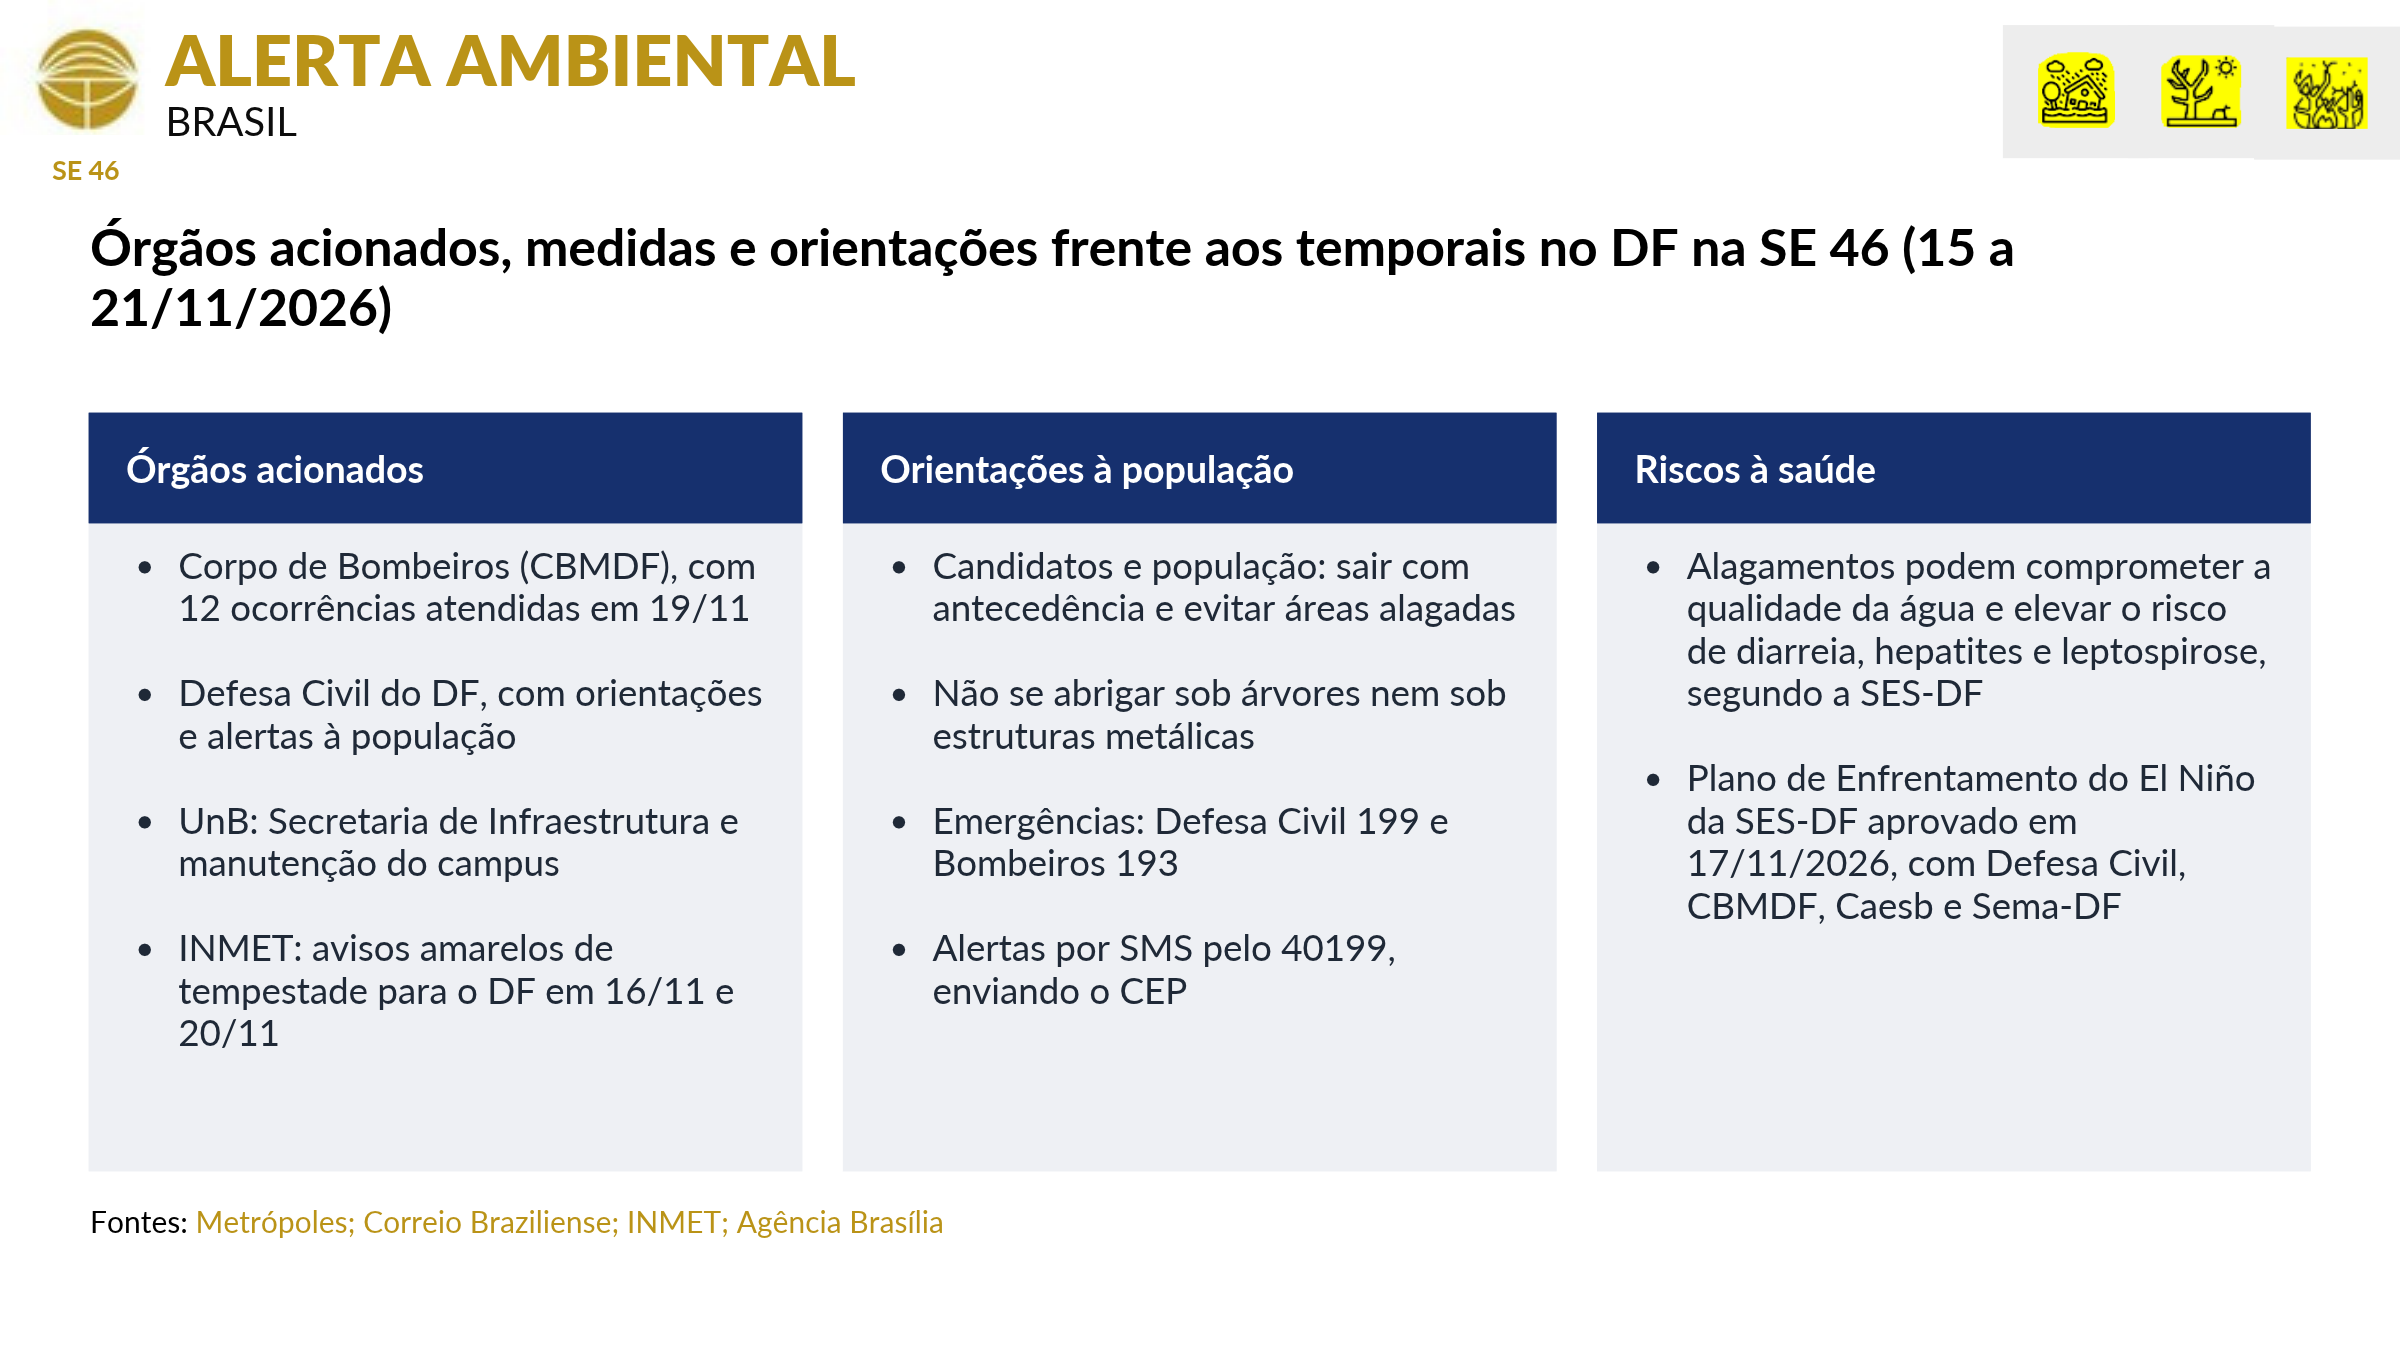 ALERTA AMBIENTAL
BRASIL
SE 46
Órgãos acionados, medidas e orientações frente aos temporais no DF na SE 46 (15 a
21/11/2026)
Órgãos acionados
• Corpo de Bombeiros (CBMDF), com
12 ocorrências atendidas em 19/11
• Defesa Civil do DF, com orientações
e alertas à população
• UnB: Secretaria de Infraestrutura e
manutenção do campus
• INMET: avisos amarelos de
tempestade para o DF em 16/11 e
20/11
Orientações à população
• Candidatos e população: sair com
antecedência e evitar áreas alagadas
• Não se abrigar sob árvores nem sob
estruturas metálicas
• Emergências: Defesa Civil 199 e
Bombeiros 193
• Alertas por SMS pelo 40199,
enviando o CEP
Riscos à saúde
• Alagamentos podem comprometer a
qualidade da água e elevar o risco
de diarreia, hepatites e leptospirose,
segundo a SES-DF
• Plano de Enfrentamento do El Niño
da SES-DF aprovado em
17/11/2026, com Defesa Civil,
CBMDF, Caesb e Sema-DF
Fontes: Metrópoles; Correio Braziliense; INMET; Agência Brasília